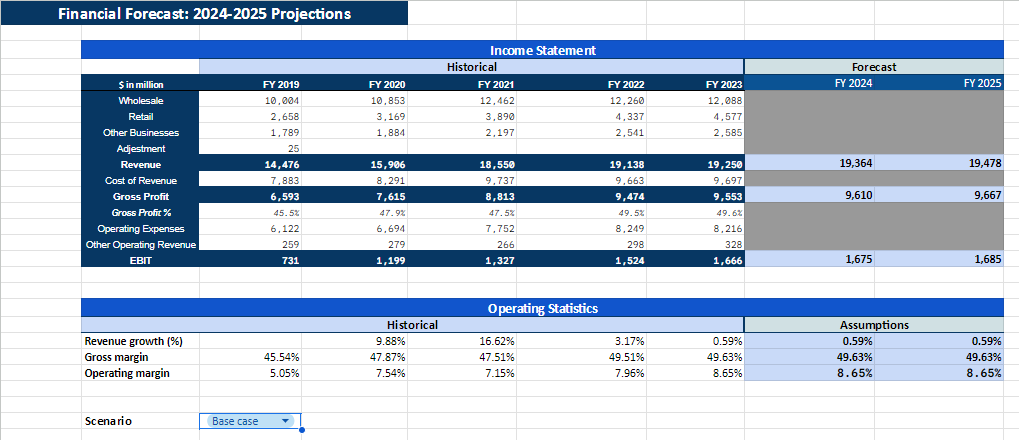 Financial Forecast: 2024-2025 Projections
Income Statement
Historical Forecast
$ in million FY 2019 FY 2020 FY 2021 FY 2022 FY 2023 FY 2024 FY 2025
Wholesale 10,004 10,853 12,462 12,260 12,088
Retail 2,658 3,169 3,890 4,337 4,577
Other Businesses 1,789 1,884 2,197 2,541 2,585
Adjestment 25
Revenue 14,476 15,906 18,550 19,138 19,250 19,364 19,478
Cost of Revenue 7,883 8,291 9,737 9,663 9,697
Gross Profit 6,593 7,615 8,813 9,474 9,553 9,610 9,667
Gross Profit % 45.5% 47.9% 47.5% 49.5% 49.6%
Operating Expenses 6,122 6,694 7,752 8,249 8,216
Other Operating Revenue 259 279 266 298 328
EBIT 731 1,199 1,327 1,524 1,666 1,675 1,685
Operating Statistics
Historical Assumptions
Revenue growth (%) 9.88% 16.62% 3.17% 0.59% 0.59% 0.59%
Gross margin 45.54% 47.87% 47.51% 49.51% 49.63% 49.63% 49.63%
Operating margin 5.05% 7.54% 7.15% 7.96% 8.65% 8.65% 8.65%
Scenario Base case